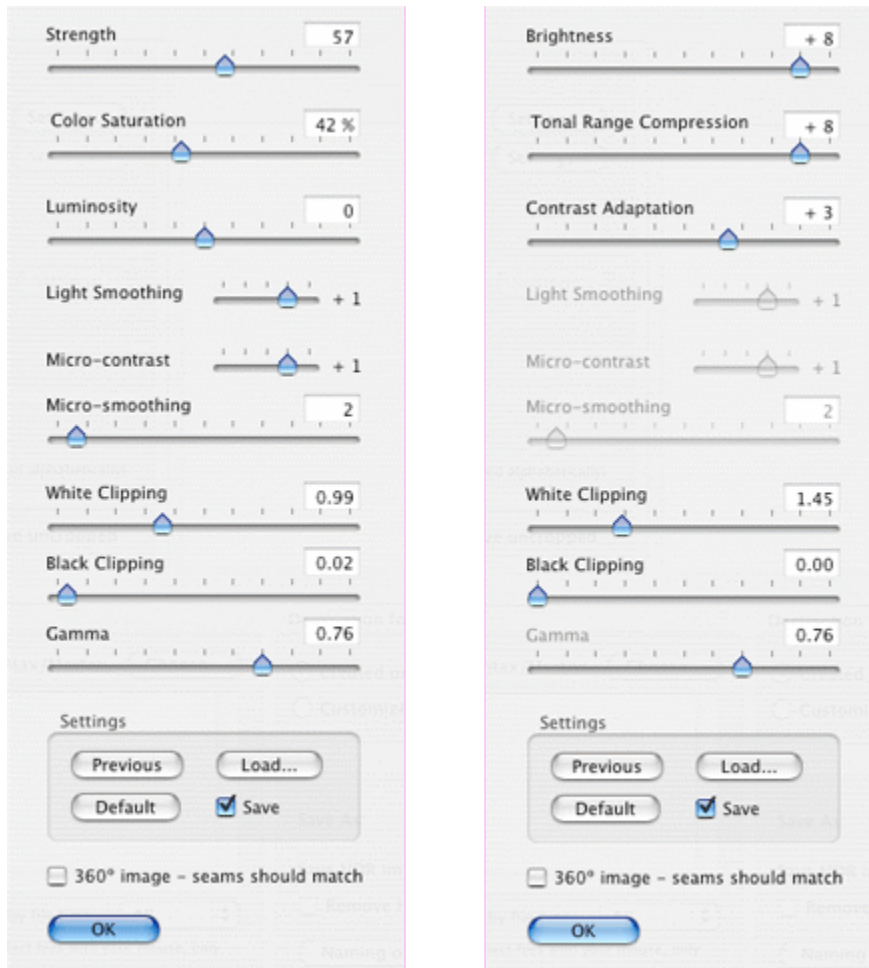 Strength 57
Color Saturation 42 %
Luminosity 0
Light Smoothing + 1
Micro-contrast + 1
Micro-smoothing 2
White Clipping 0.99
Black Clipping 0.02
Gamma 0.76
Settings
Previous Load...
Default Save
360° image – seams should match
OK
Brightness + 8
Tonal Range Compression + 8
Contrast Adaptation + 3
Light Smoothing + 1
Micro-contrast + 1
Micro-smoothing 2
White Clipping 1.45
Black Clipping 0.00
Gamma 0.76
Settings
Previous Load...
Default Save
360° image – seams should match
OK